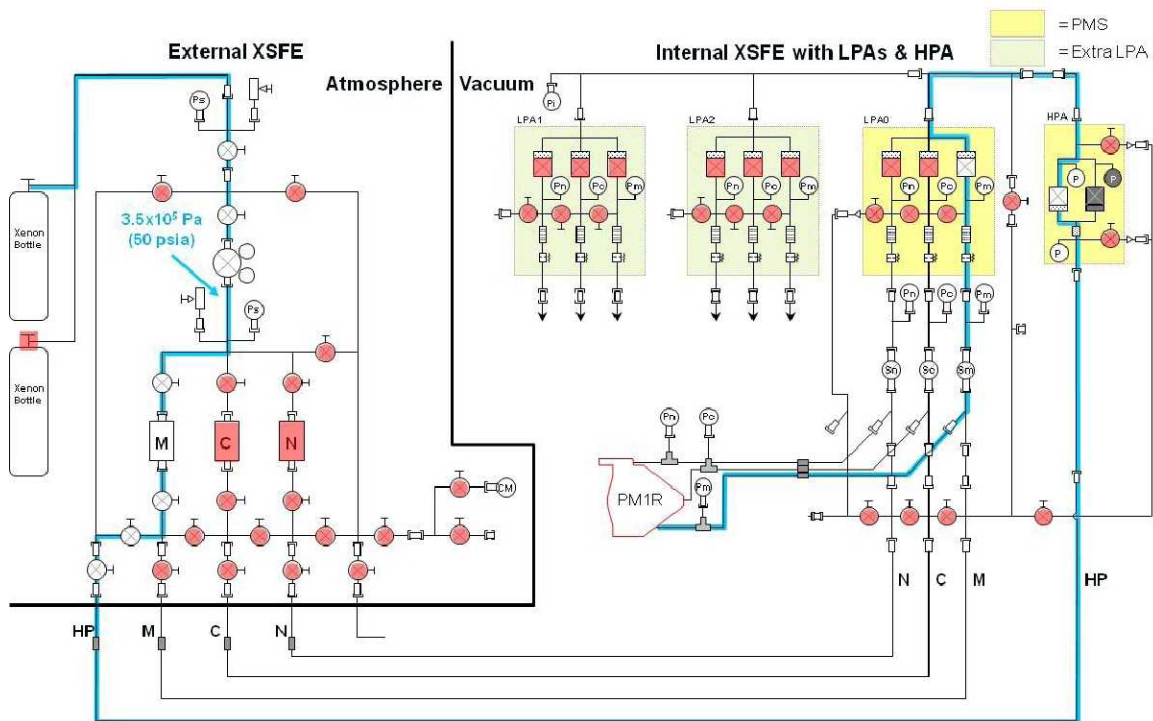 = PMS
= Extra LPA
External XSFE
Internal XSFE with LPAs & HPA
Atmosphere
Vacuum
Ps
Pi
LPA1
LPA2
LPA0
HPA
Pn
Pc
Pm
Pn
Pc
Pm
Pn
Pc
Pm
P
P
P
3.5x10⁵ Pa
(50 psia)
Xenon
Bottle
Ps
Pn
Pc
Pm
Xenon
Bottle
Sn
Sc
Sm
M
C
N
Pn
Pc
CM
PM1R
Pm
N
C
M
HP
HP
M
C
N